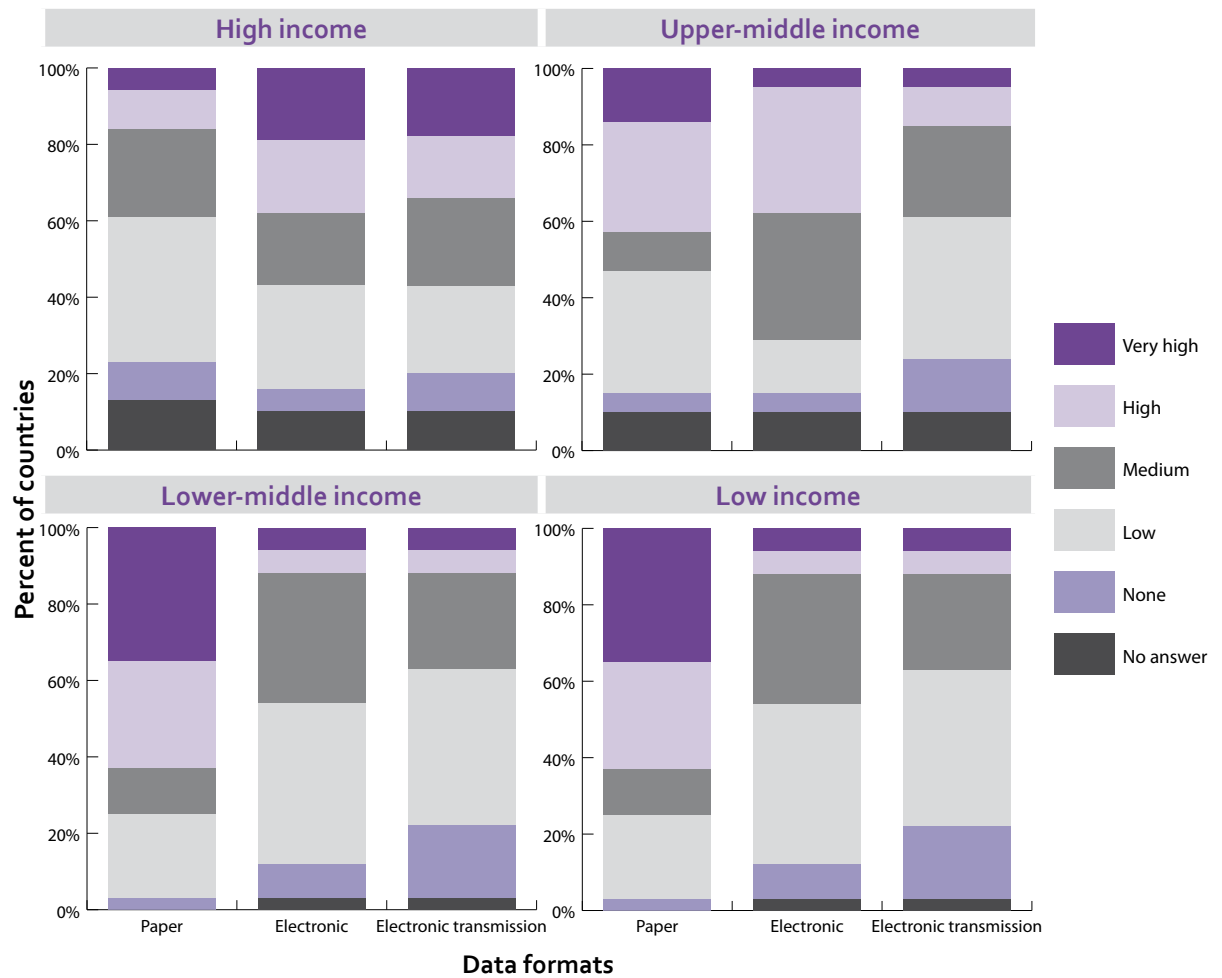 High income
Upper-middle income
100%
80%
60%
40%
20%
0%
100%
80%
60%
40%
20%
0%
Very high
High
Medium
Low
None
No answer
Percent of countries
Lower-middle income
Low income
100%
80%
60%
40%
20%
0%
Paper
Electronic
Electronic transmission
100%
80%
60%
40%
20%
0%
Paper
Electronic
Electronic transmission
Data formats